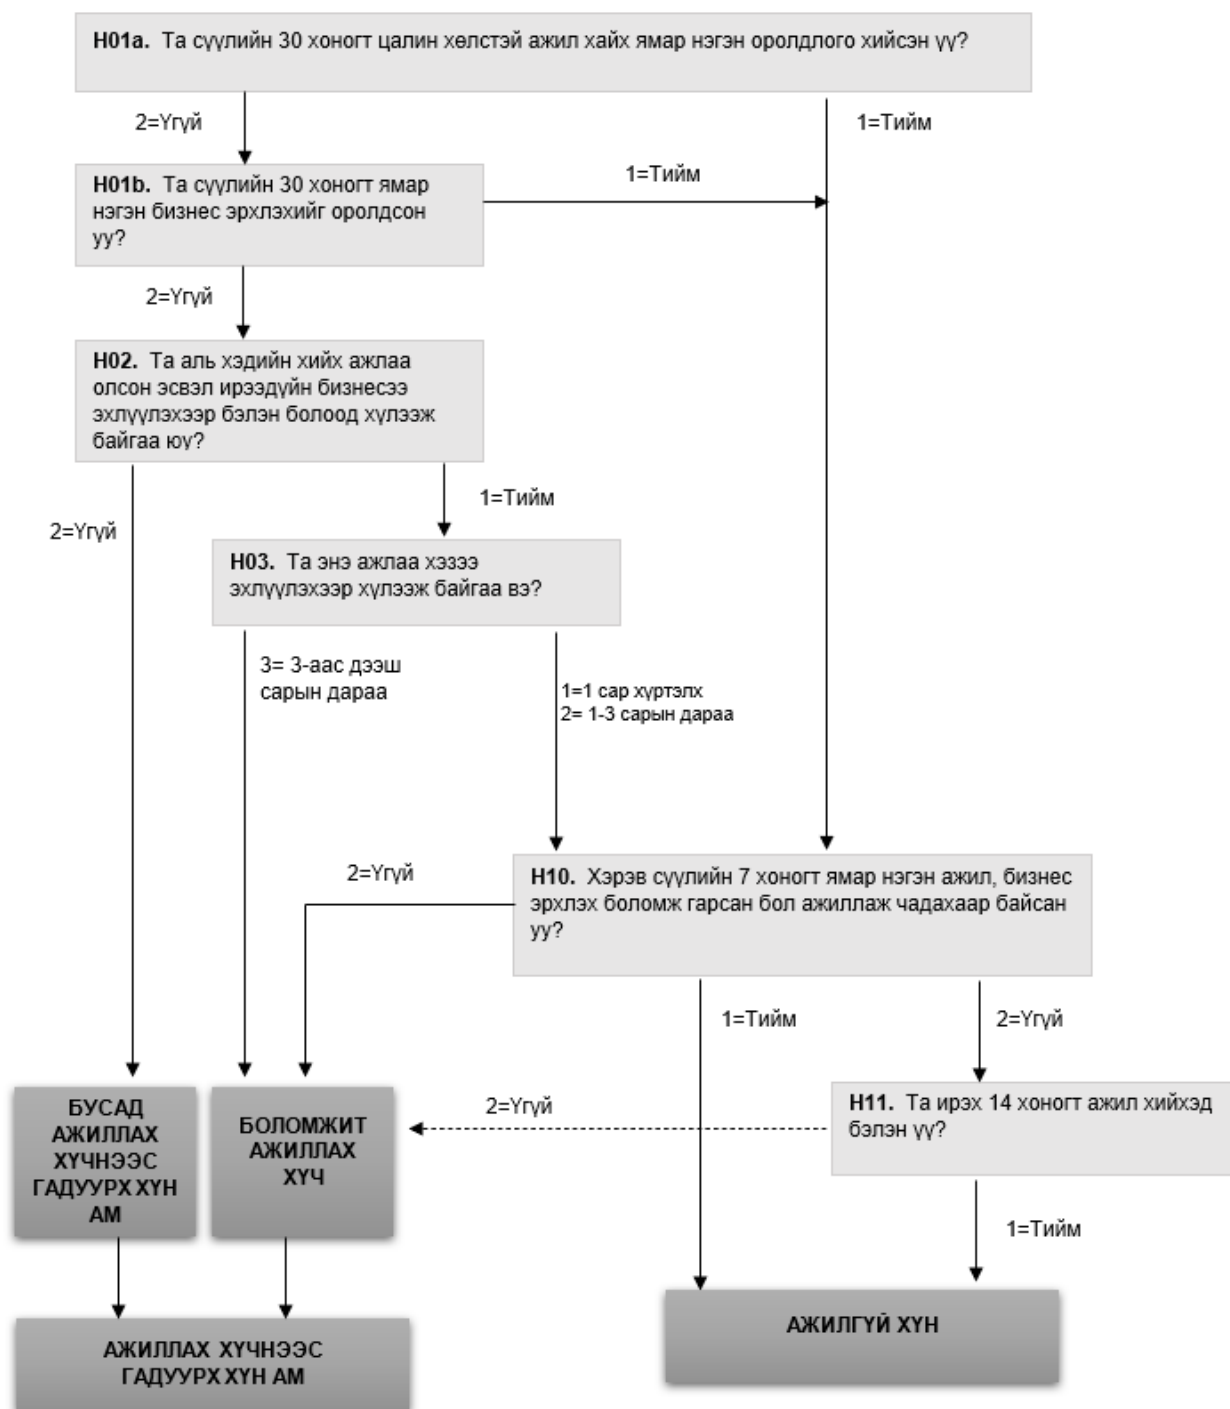 H01a. Та сүүлийн 30 хоногт цалин хөлстэй ажил хайх ямар нэгэн оролдлого хийсэн үү?
2=Үгүй
1=Тийм
H01b. Та сүүлийн 30 хоногт ямар
нэгэн бизнес эрхлэхийг оролдсон
уу?
1=Тийм
2=Үгүй
H02. Та аль хэдийн хийх ажлаа
олсон эсвэл ирээдүйн бизнесээ
эхлүүлэхээр бэлэн болоод хүлээж
байгаа юу?
1=Тийм
2=Үгүй
H03. Та энэ ажлаа хэзээ
эхлүүлэхээр хүлээж байгаа вэ?
3= 3-аас дээш
сарын дараа
1=1 сар хүртэлх
2= 1-3 сарын дараа
2=Үгүй
H10. Хэрэв сүүлийн 7 хоногт ямар нэгэн ажил, бизнес
эрхлэх боломж гарсан бол ажиллаж чадахаар байсан
уу?
1=Тийм
2=Үгүй
H11. Та ирэх 14 хоногт ажил хийхэд
бэлэн үү?
2=Үгүй
1=Тийм
БУСАД
АЖИЛЛАХ
ХҮЧНЭЭС
ГАДУУРХ ХҮН
АМ
БОЛОМЖИТ
АЖИЛЛАХ
ХҮЧ
АЖИЛЛАХ ХҮЧНЭЭС
ГАДУУРХ ХҮН АМ
АЖИЛГҮЙ ХҮН